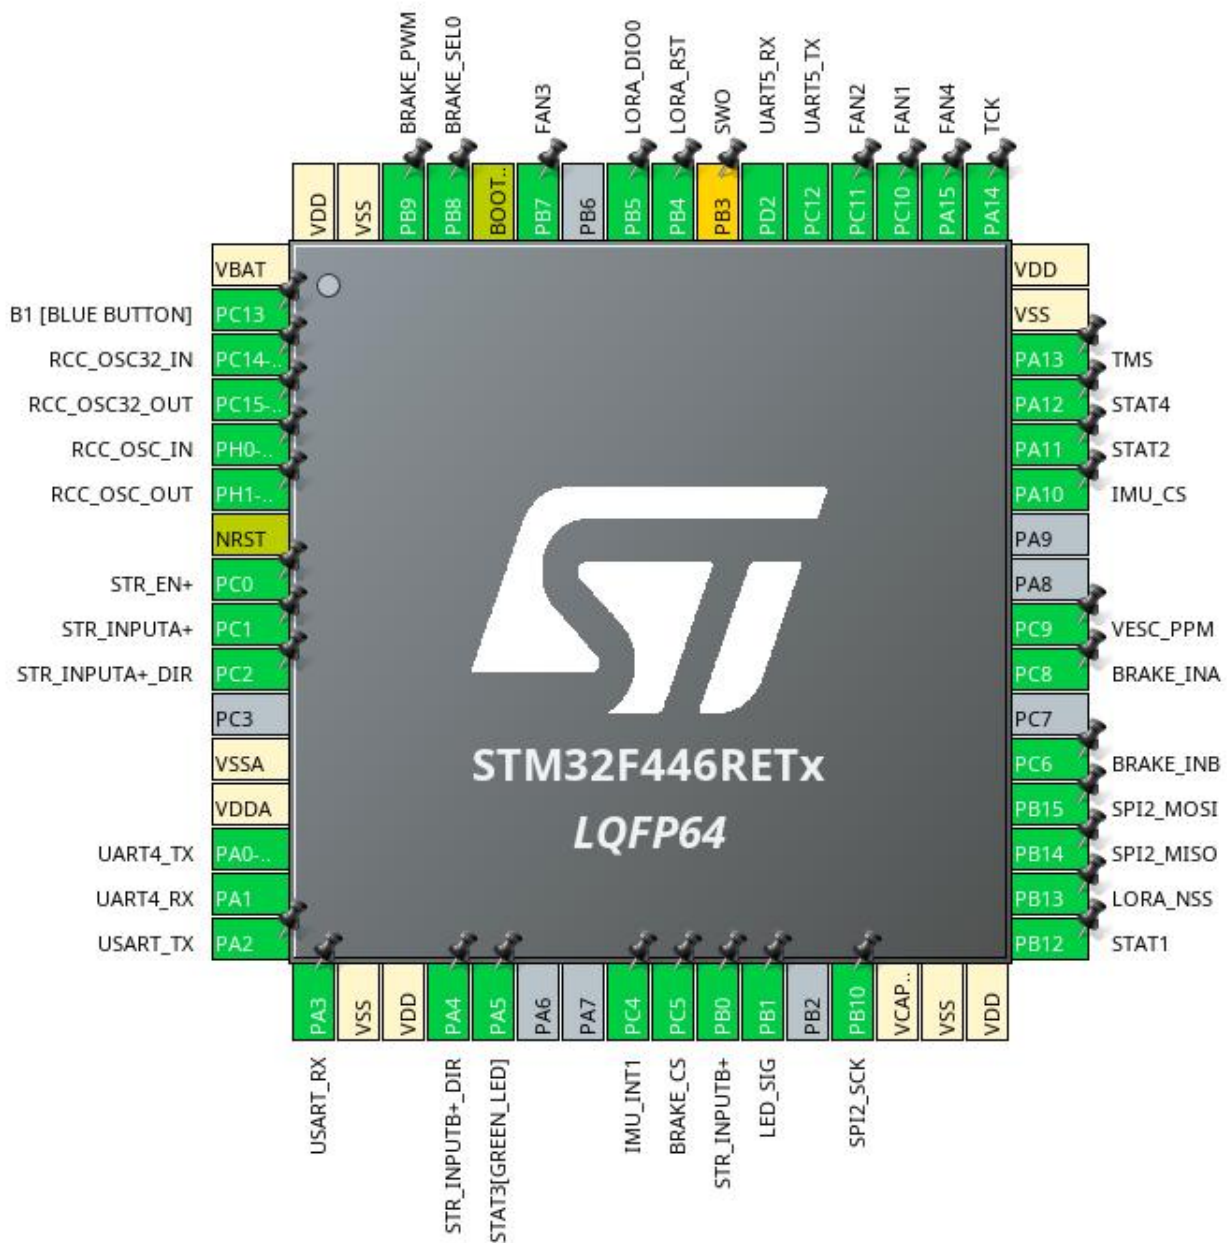 BRAKE_PWM
BRAKE_SEL0
FAN3
LORA_DIO0
LORA_RST
SWO
UART5_RX
UART5_TX
FAN2
FAN1
FAN4
TCK
VDD
VSS
PB9
PB8
BOOT..
PB7
PB6
PB5
PB4
PB3
PD2
PC12
PC11
PC10
PA15
PA14
VBAT
B1 [BLUE BUTTON] PC13
RCC_OSC32_IN PC14-..
RCC_OSC32_OUT PC15-..
RCC_OSC_IN PH0-..
RCC_OSC_OUT PH1-..
NRST
STR_EN+ PC0
STR_INPUTA+ PC1
STR_INPUTA+_DIR PC2
PC3
VSSA
VDDA
UART4_TX PA0-..
UART4_RX PA1
USART_TX PA2
ST
STM32F446RETx
LQFP64
VDD
VSS
PA13 TMS
PA12 STAT4
PA11 STAT2
PA10 IMU_CS
PA9
PA8
PC9 VESC_PPM
PC8 BRAKE_INA
PC7
PC6 BRAKE_INB
PB15 SPI2_MOSI
PB14 SPI2_MISO
PB13 LORA_NSS
PB12 STAT1
PA3
VSS
VDD
PA4
PA5
PA6
PA7
PC4
PC5
PB0
PB1
PB2
PB10
VCAP..
VSS
VDD
USART_RX
STR_INPUTB+_DIR
STAT3[GREEN_LED]
IMU_INT1
BRAKE_CS
STR_INPUTB+
LED_SIG
SPI2_SCK